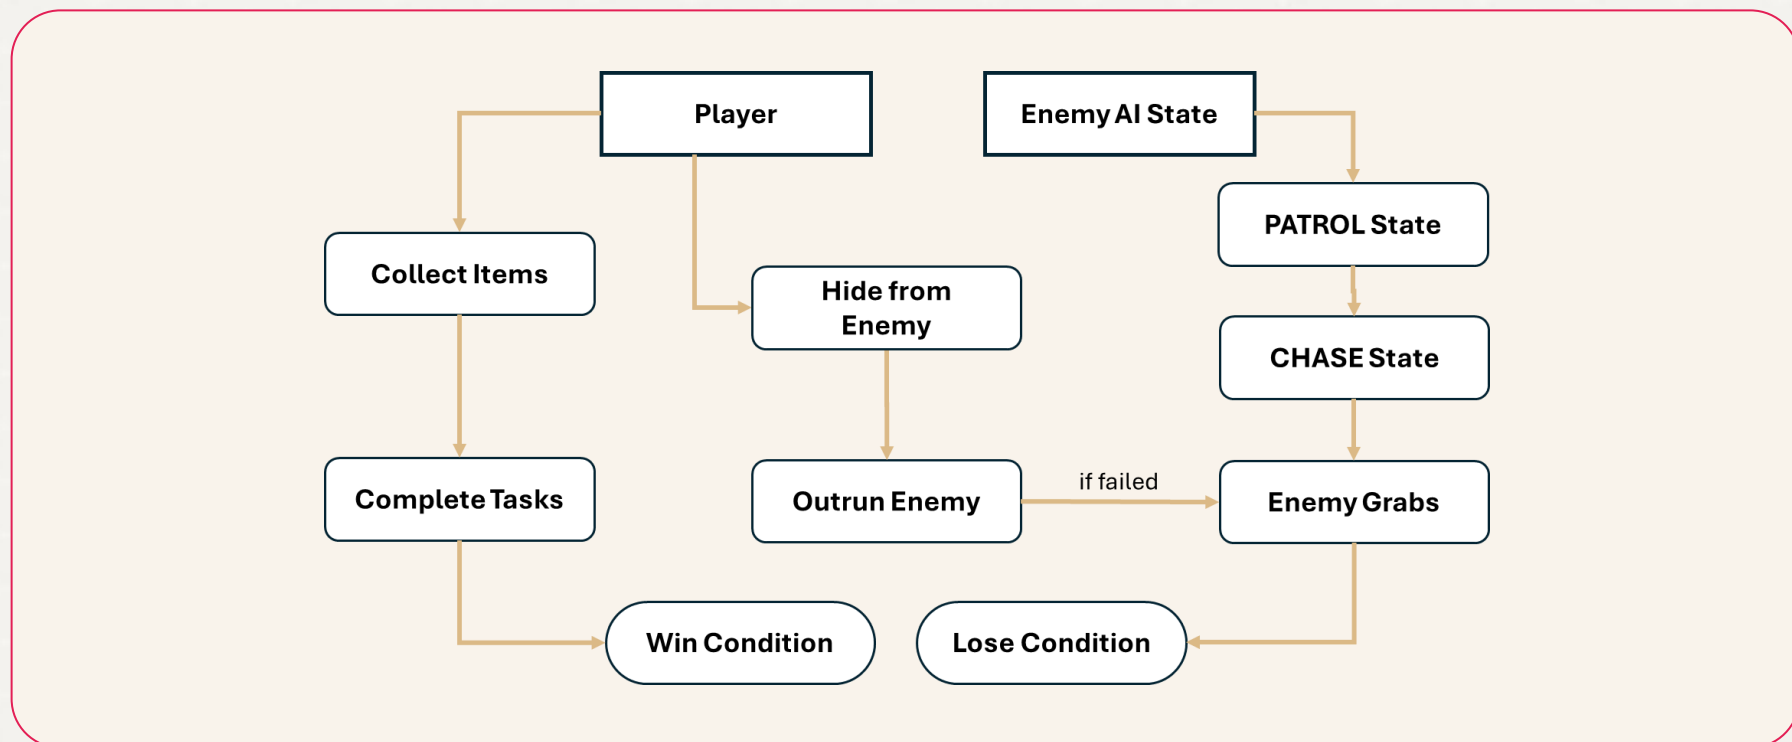 Player
Enemy AI State
PATROL State
Collect Items
Hide from
Enemy
CHASE State
Complete Tasks
Outrun Enemy
if failed
Enemy Grabs
Win Condition
Lose Condition